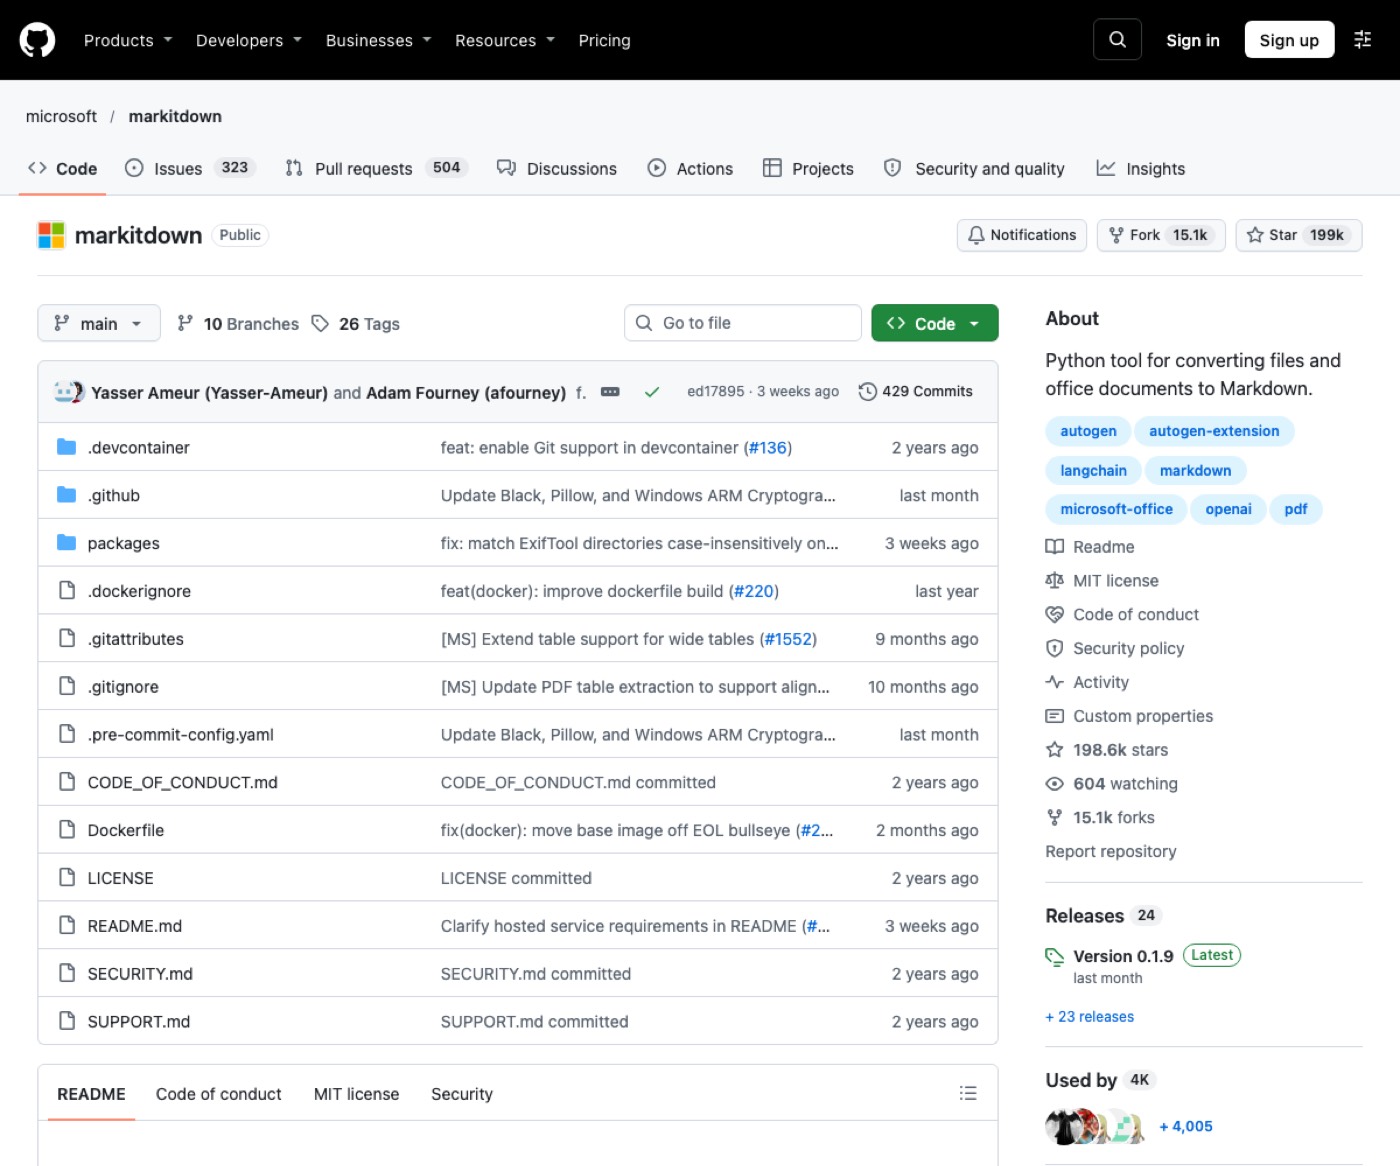 Products Developers Businesses Resources Pricing Sign in Sign up
microsoft / markitdown
Code Issues 323 Pull requests 504 Discussions Actions Projects Security and quality Insights
markitdown Public Notifications Fork 15.1k Star 199k
main 10 Branches 26 Tags Go to file Code
Yasser Ameur (Yasser-Ameur) and Adam Fourney (afourney) f. ed17895 · 3 weeks ago 429 Commits
.devcontainer feat: enable Git support in devcontainer (#136) 2 years ago
.github Update Black, Pillow, and Windows ARM Cryptogra... last month
packages fix: match ExifTool directories case-insensitively on... 3 weeks ago
.dockerignore feat(docker): improve dockerfile build (#220) last year
.gitattributes [MS] Extend table support for wide tables (#1552) 9 months ago
.gitignore [MS] Update PDF table extraction to support align... 10 months ago
.pre-commit-config.yaml Update Black, Pillow, and Windows ARM Cryptogra... last month
CODE_OF_CONDUCT.md CODE_OF_CONDUCT.md committed 2 years ago
Dockerfile fix(docker): move base image off EOL bullseye (#2... 2 months ago
LICENSE LICENSE committed 2 years ago
README.md Clarify hosted service requirements in README (#... 3 weeks ago
SECURITY.md SECURITY.md committed 2 years ago
SUPPORT.md SUPPORT.md committed 2 years ago
README Code of conduct MIT license Security
About
Python tool for converting files and
office documents to Markdown.
autogen autogen-extension
langchain markdown
microsoft-office openai pdf
Readme
MIT license
Code of conduct
Security policy
Activity
Custom properties
198.6k stars
604 watching
15.1k forks
Report repository
Releases 24
Version 0.1.9 Latest
last month
+ 23 releases
Used by 4K
+ 4,005